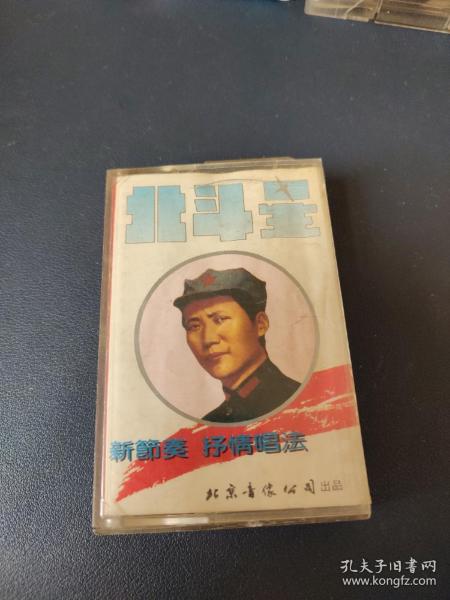 北斗星
新節奏 抒情唱法
北京音像公司 出品
孔夫子旧书网
www.kongfz.com